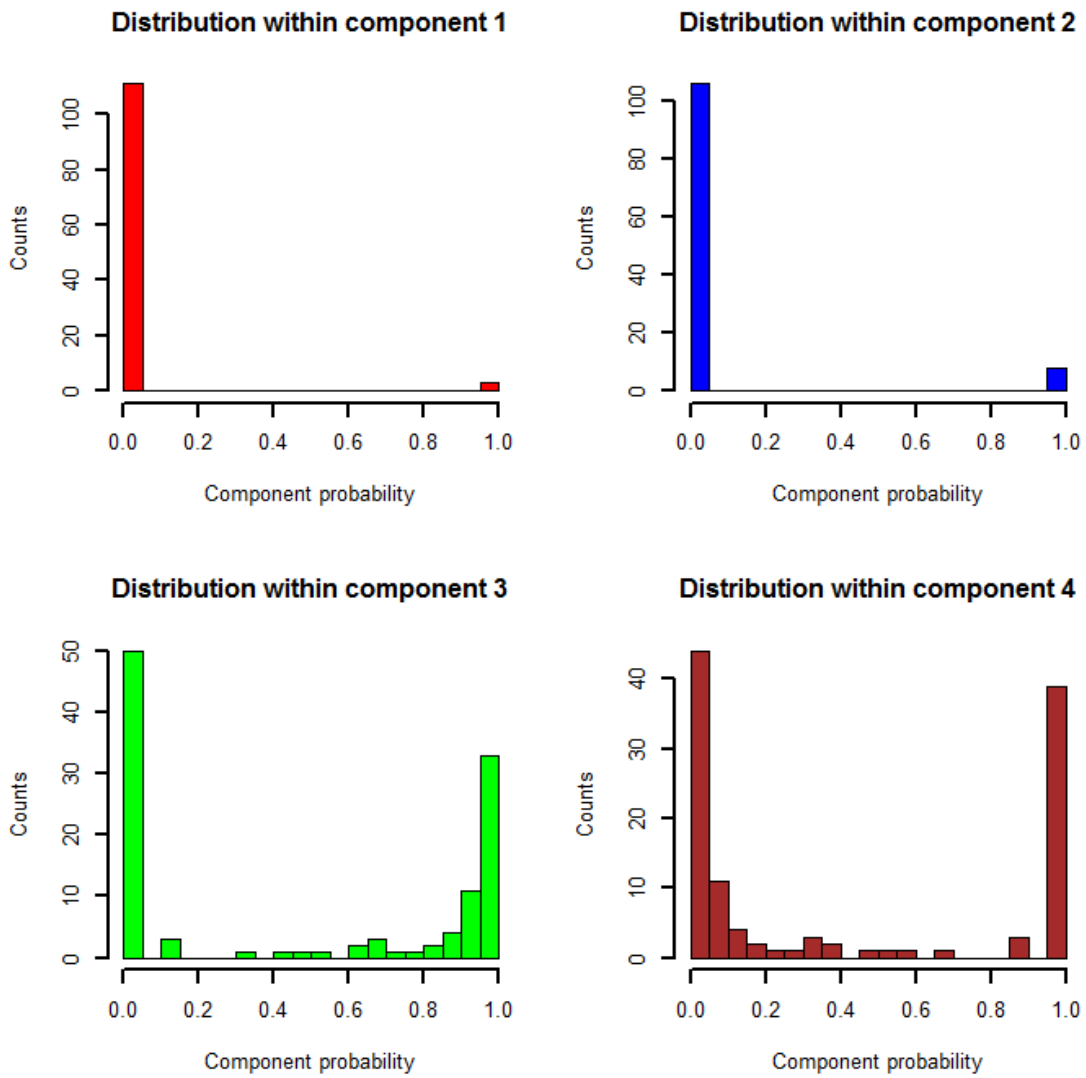 Distribution within component 1
Counts
0 20 40 60 80 100
0.0 0.2 0.4 0.6 0.8 1.0
Component probability
Distribution within component 2
Counts
0 20 40 60 80 100
0.0 0.2 0.4 0.6 0.8 1.0
Component probability
Distribution within component 3
Counts
0 10 20 30 40 50
0.0 0.2 0.4 0.6 0.8 1.0
Component probability
Distribution within component 4
Counts
0 10 20 30 40
0.0 0.2 0.4 0.6 0.8 1.0
Component probability